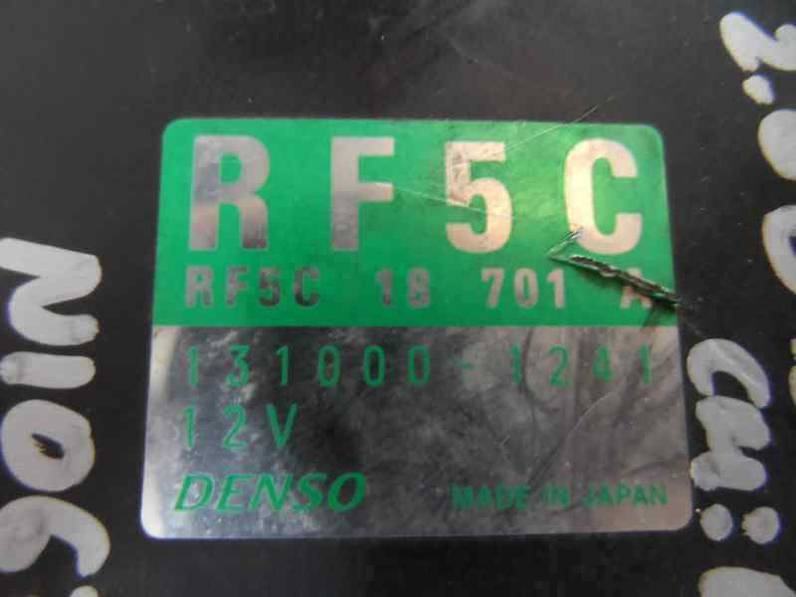 RF5C
RF5C 18 701 A
131000-1241
12V
DENSO
MADE IN JAPAN